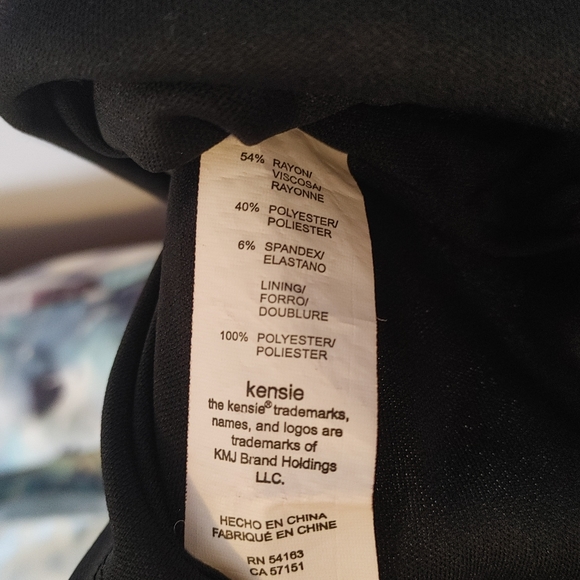 54% RAYON/
VISCOSA/
RAYONNE
40% POLYESTER/
POLIESTER
6% SPANDEX/
ELASTANO
LINING/
FORRO/
DOUBLURE
100% POLYESTER/
POLIESTER
kensie
the kensie® trademarks,
names, and logos are
trademarks of
KMJ Brand Holdings
LLC.
HECHO EN CHINA
FABRIQUÉ EN CHINE
RN 54163
CA 57151